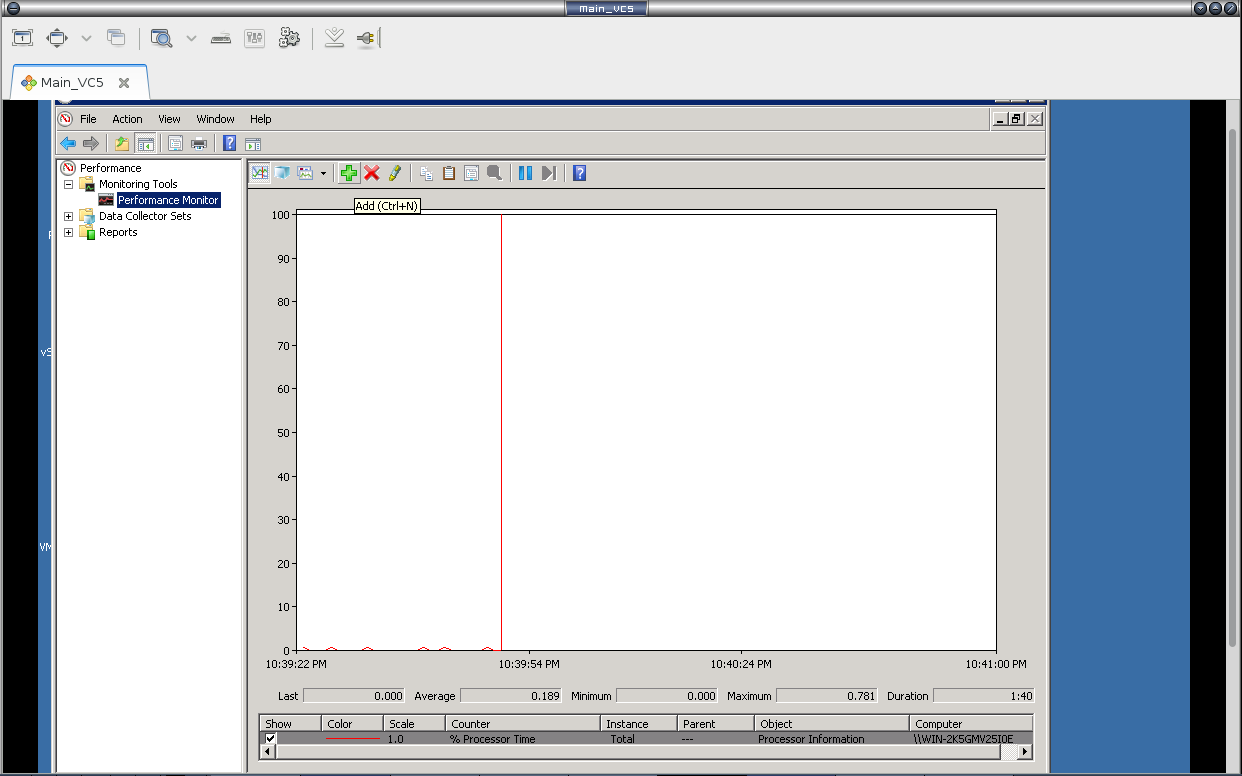 Main_VC5
Main_VC5
File Action View Window Help
Performance
Monitoring Tools
Performance Monitor
Data Collector Sets
Reports
Add (Ctrl+N)
100
90
80
70
60
50
40
30
20
10
0
10:39:22 PM 10:39:54 PM 10:40:24 PM 10:41:00 PM
Last 0.000 Average 0.189 Minimum 0.000 Maximum 0.781 Duration 1:40
Show Color Scale Counter Instance Parent Object Computer
1.0 % Processor Time Total --- Processor Information \\WIN-2K5GMV25I0E
vS
VM